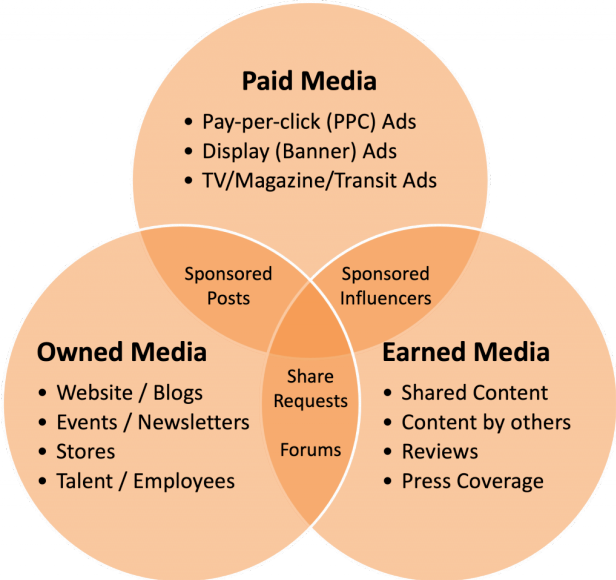 Paid Media
• Pay-per-click (PPC) Ads
• Display (Banner) Ads
• TV/Magazine/Transit Ads
Sponsored
Posts
Sponsored
Influencers
Owned Media
• Website / Blogs
• Events / Newsletters
• Stores
• Talent / Employees
Share
Requests
Forums
Earned Media
• Shared Content
• Content by others
• Reviews
• Press Coverage